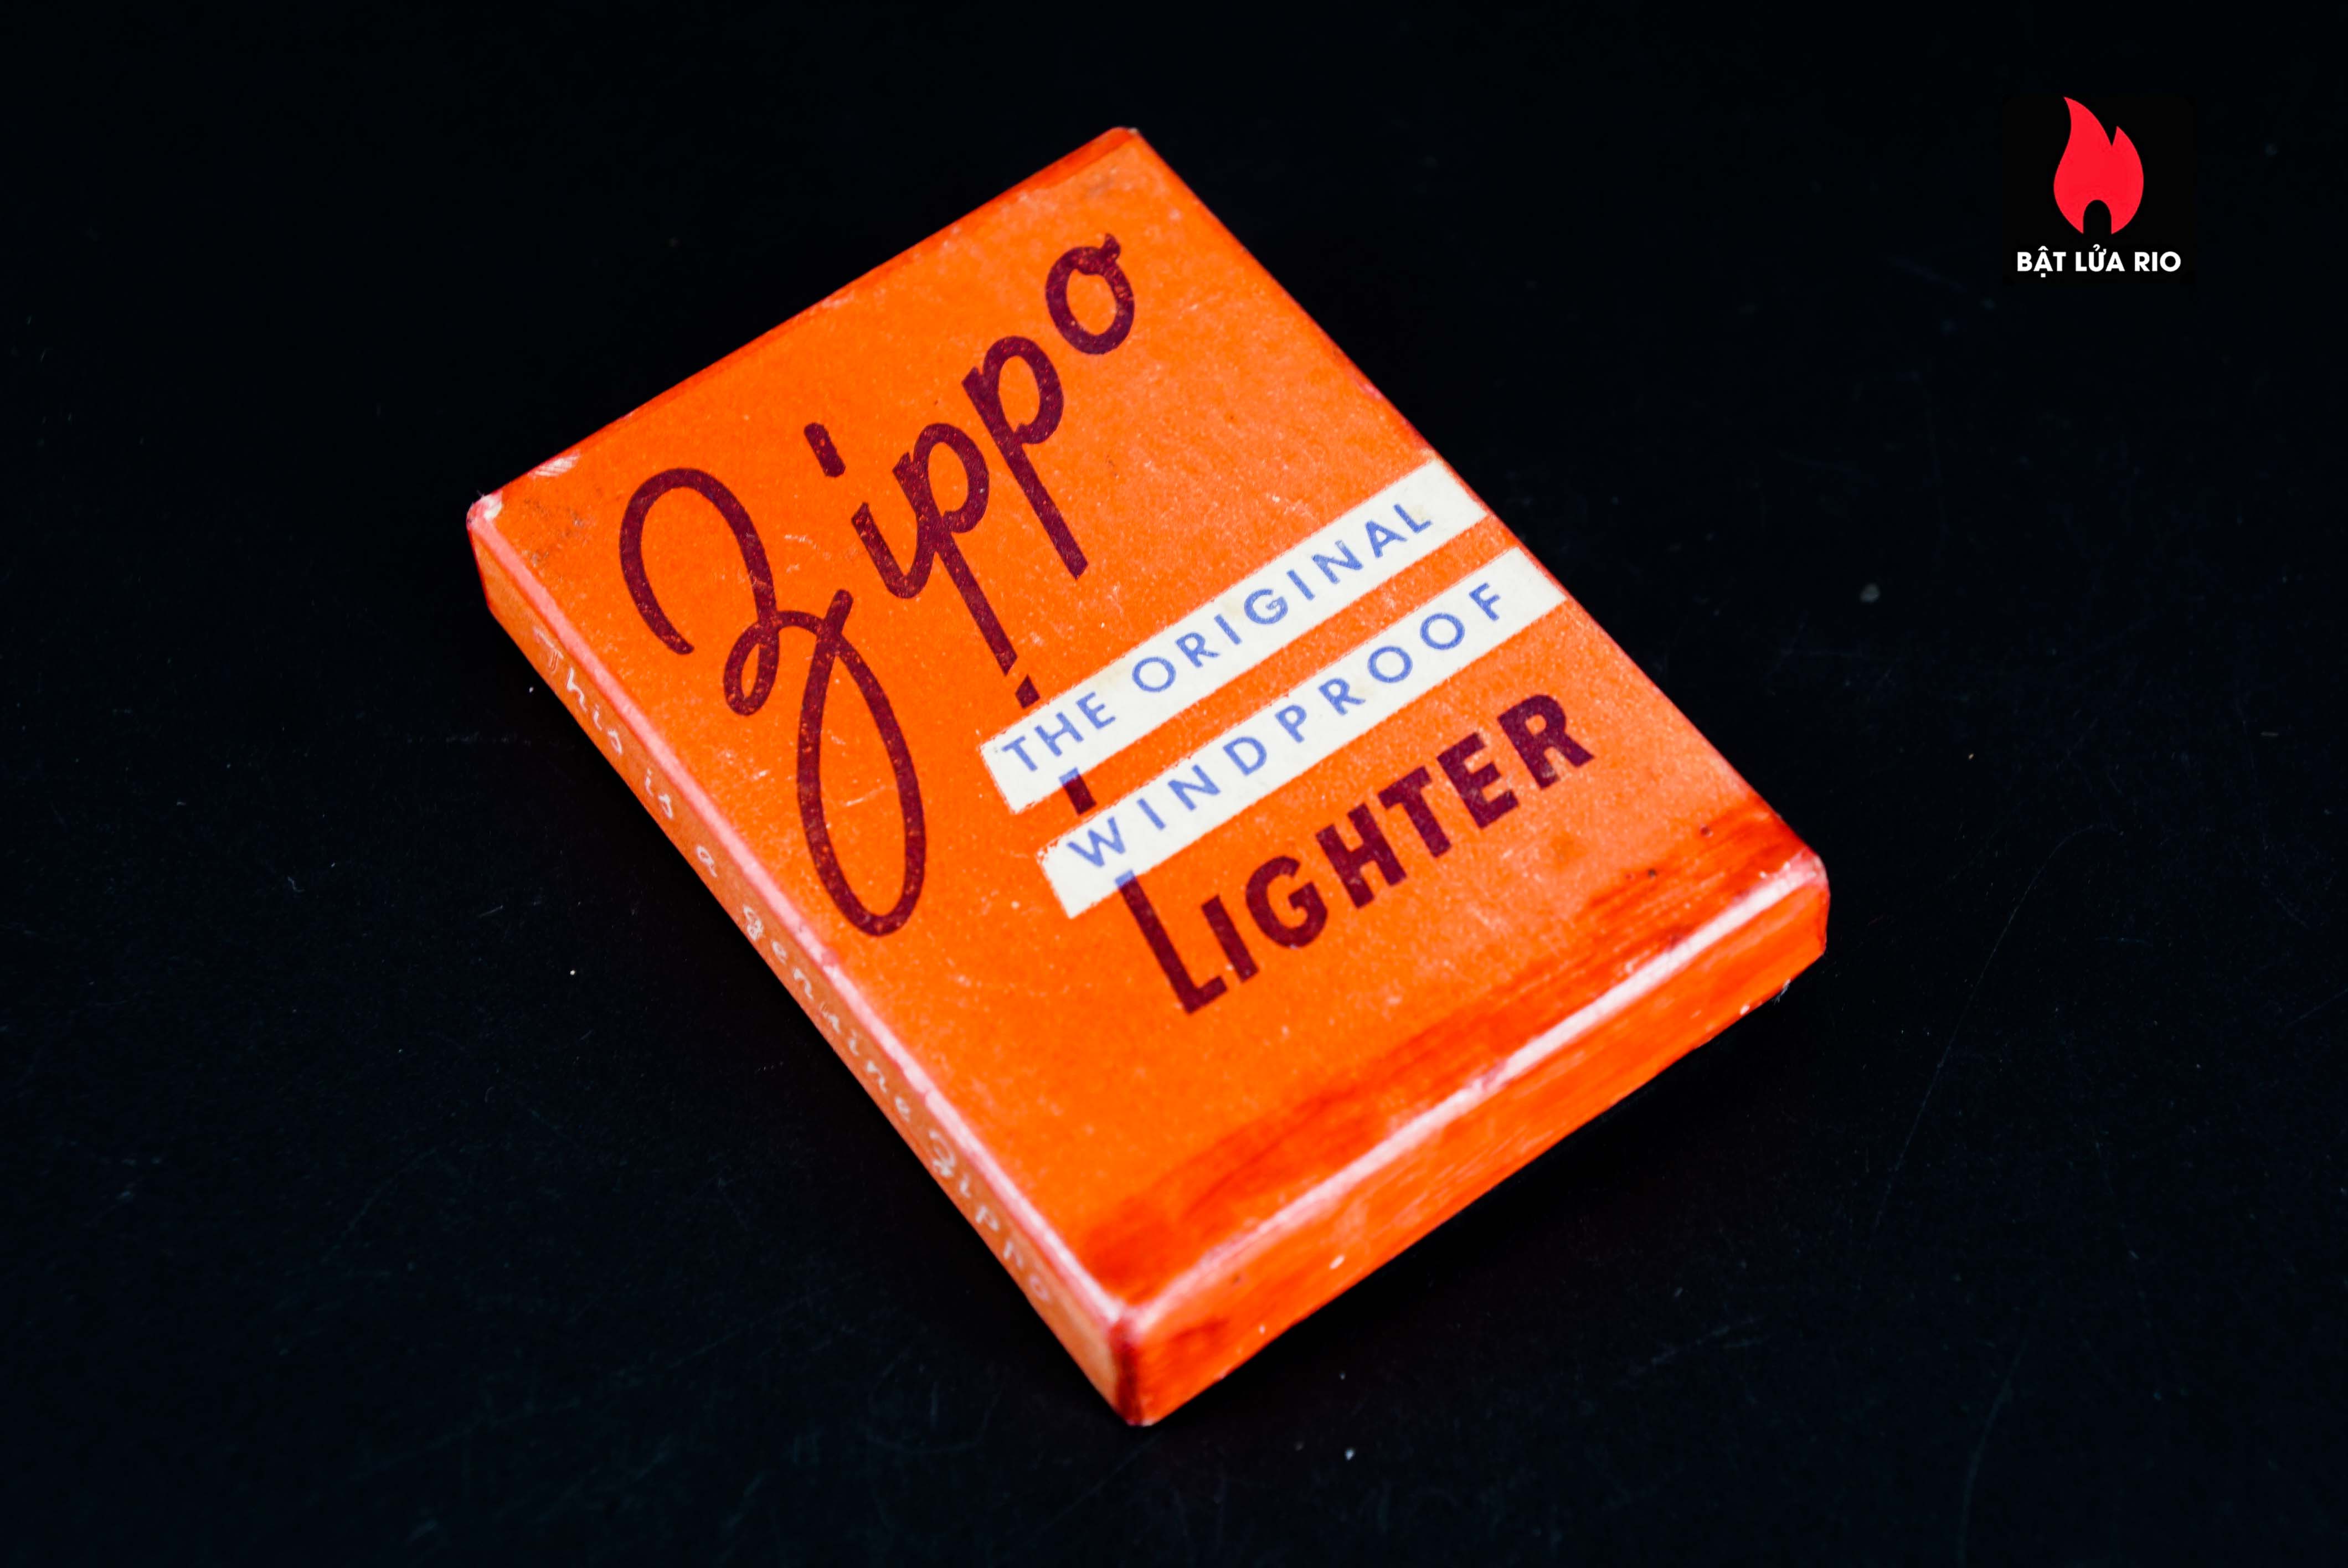 Zippo
THE ORIGINAL
WINDPROOF
LIGHTER
This is a genuine Zippo
BẬT LỬA RIO